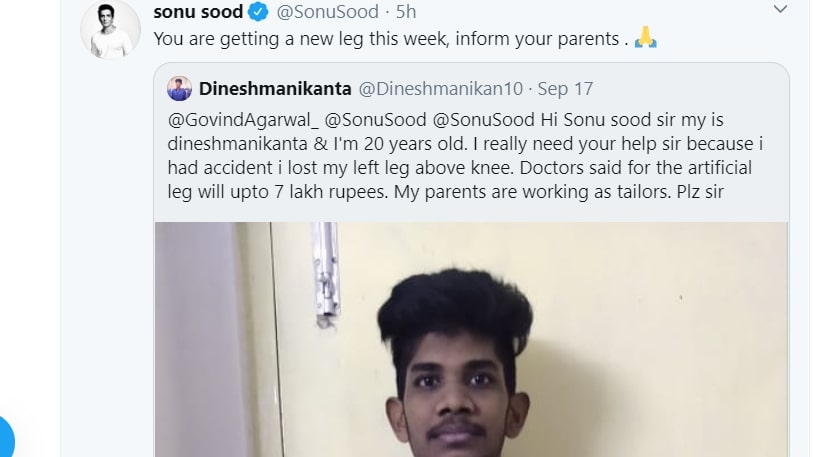 sonu sood @SonuSood · 5h
You are getting a new leg this week, inform your parents . 🙏
Dineshmanikanta @Dineshmanikan10 · Sep 17
@GovindAgarwal_ @SonuSood @SonuSood Hi Sonu sood sir my is
dineshmanikanta & I'm 20 years old. I really need your help sir because i
had accident i lost my left leg above knee. Doctors said for the artificial
leg will upto 7 lakh rupees. My parents are working as tailors. Plz sir